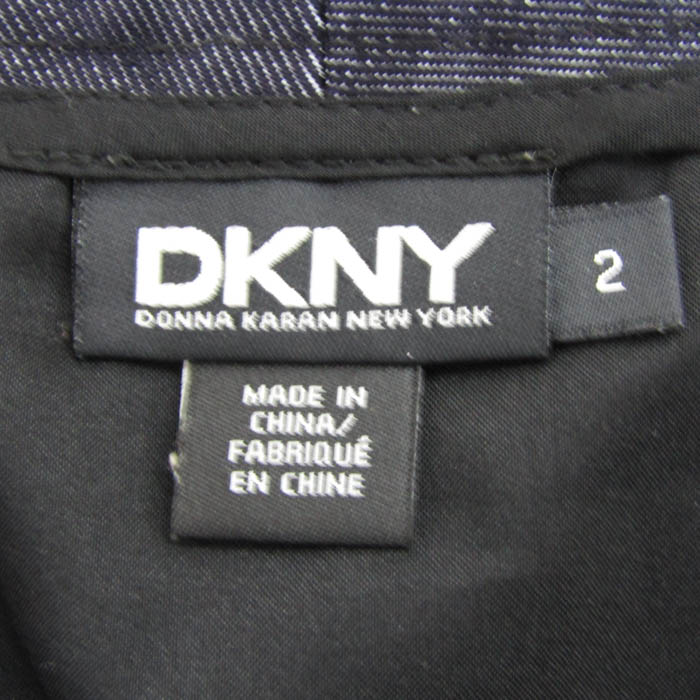 DKNY
DONNA KARAN NEW YORK
2
MADE IN
CHINA/
FABRIQUÉ
EN CHINE